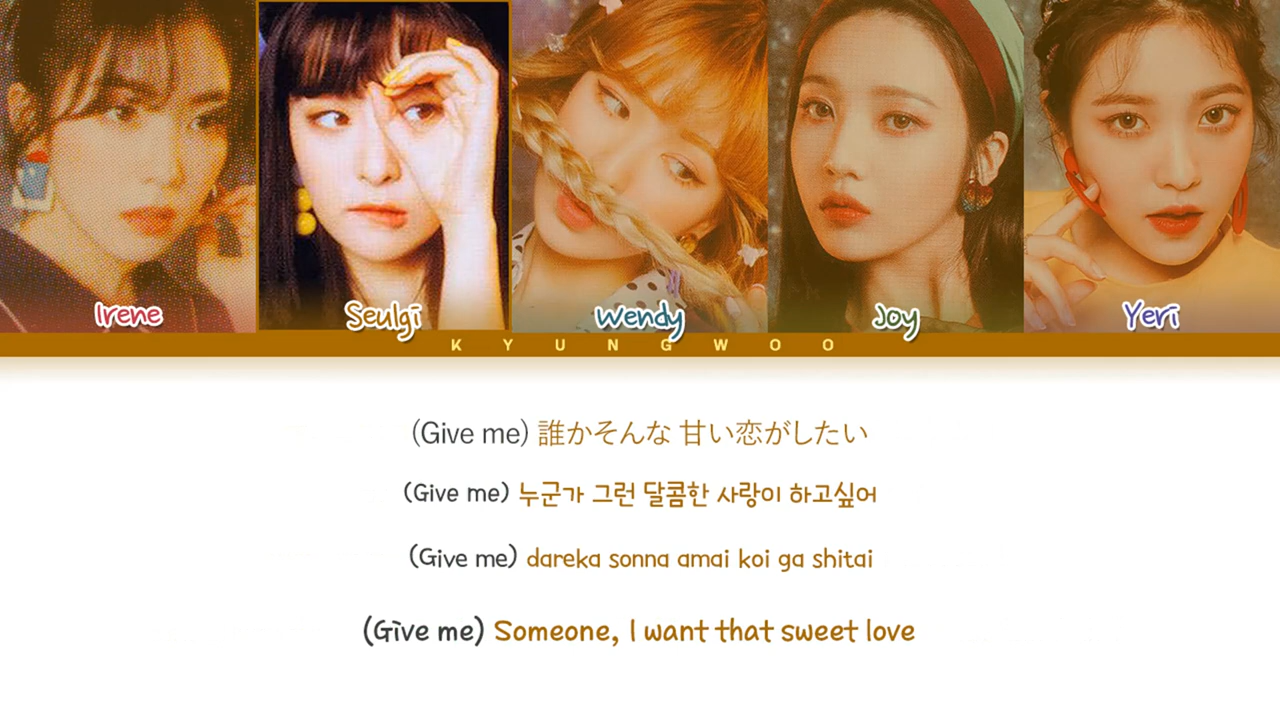 Irene
Seulgi
Wendy
Joy
Yeri
KYUNGWOO
(Give me) 誰かそんな 甘い恋がしたい
(Give me) 누군가 그런 달콤한 사랑이 하고싶어
(Give me) dareka sonna amai koi ga shitai
(Give me) Someone, I want that sweet love